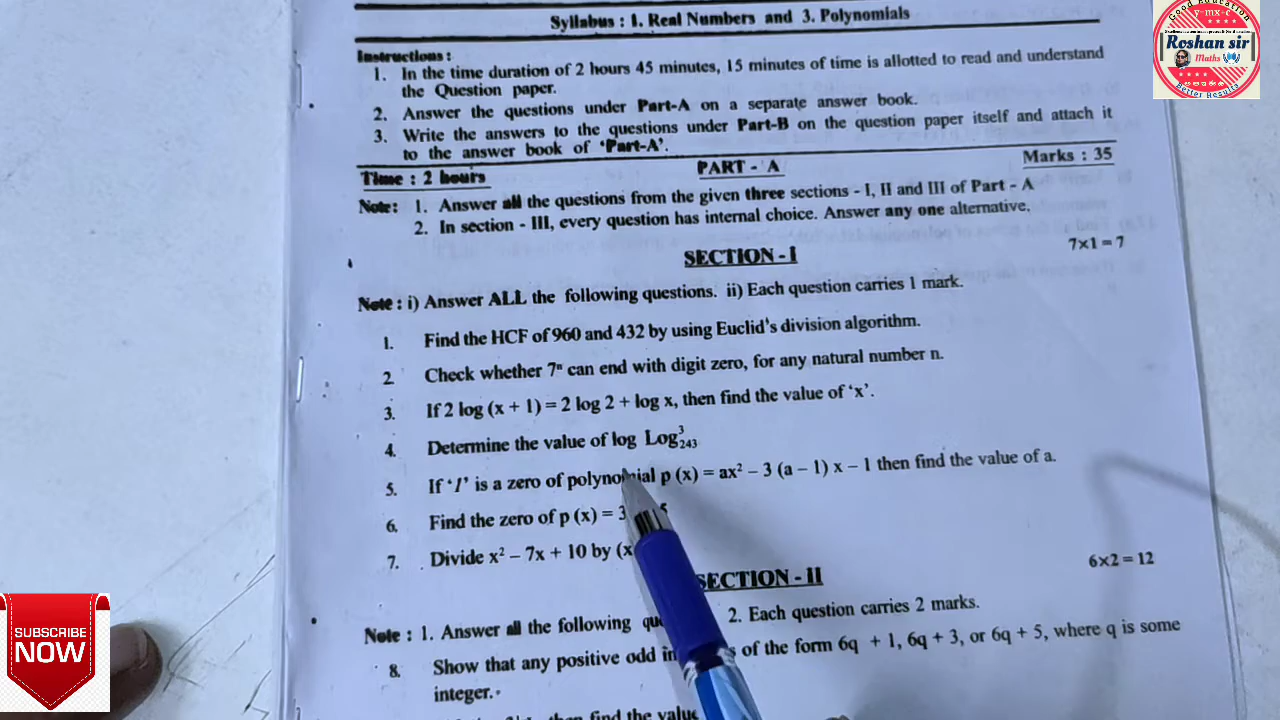 Good Education
y=mx+c
Roshan sir
Maths
Better Results
Syllabus : 1. Real Numbers and 3. Polynomials
Instructions :
1. In the time duration of 2 hours 45 minutes, 15 minutes of time is allotted to read and understand
the Question paper.
2. Answer the questions under Part-A on a separate answer book.
3. Write the answers to the questions under Part-B on the question paper itself and attach it
to the answer book of ‘Part-A’.
Time : 2 hours PART - A Marks : 35
Note: 1. Answer all the questions from the given three sections - I, II and III of Part - A
2. In section - III, every question has internal choice. Answer any one alternative.
SECTION - I 7×1 = 7
Note : i) Answer ALL the following questions. ii) Each question carries 1 mark.
1. Find the HCF of 960 and 432 by using Euclid's division algorithm.
2. Check whether 7ⁿ can end with digit zero, for any natural number n.
3. If 2 log (x + 1) = 2 log 2 + log x, then find the value of ‘x’.
4. Determine the value of log Log³₂₄₃
5. If ‘1’ is a zero of polynomial p (x) = ax² – 3 (a – 1) x – 1 then find the value of a.
6. Find the zero of p (x) = 3 5
7. Divide x² – 7x + 10 by (x
SECTION - II 6×2 = 12
Note : 1. Answer all the following 2. Each question carries 2 marks.
8. Show that any positive odd of the form 6q + 1, 6q + 3, or 6q + 5, where q is some
integer.
then find the value
SUBSCRIBE
NOW